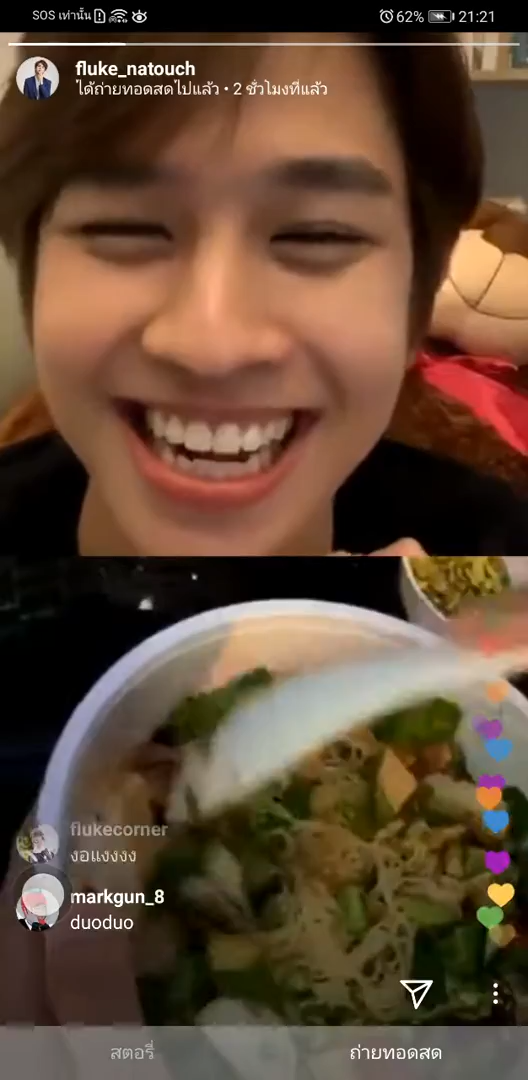 SOS เท่านั้น
62%
21:21
fluke_natouch
ได้ถ่ายทอดสดไปแล้ว • 2 ชั่วโมงที่แล้ว
flukecorner
งอแงงงง
markgun_8
duoduo
สตอรี่
ถ่ายทอดสด